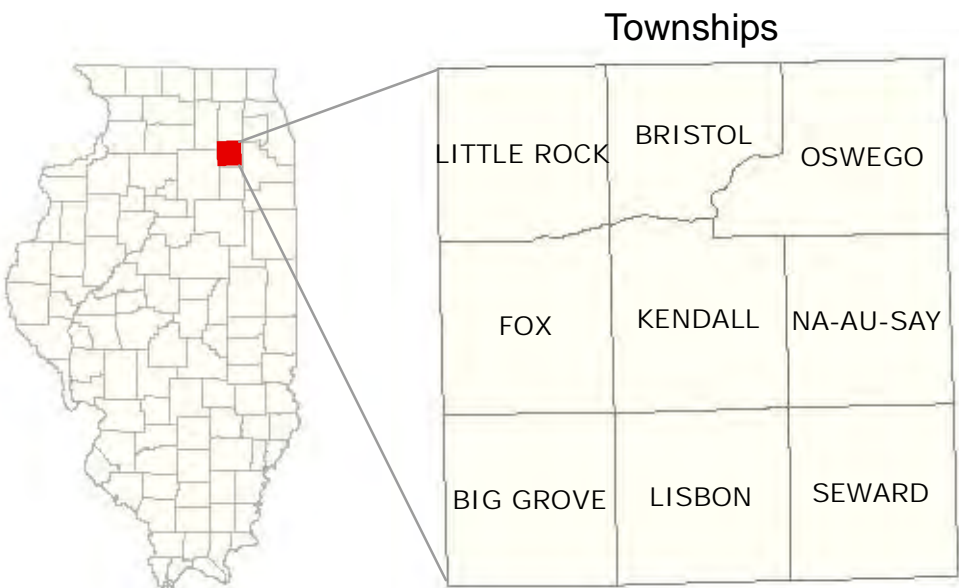 Townships
LITTLE ROCK
BRISTOL
OSWEGO
FOX
KENDALL
NA-AU-SAY
BIG GROVE
LISBON
SEWARD